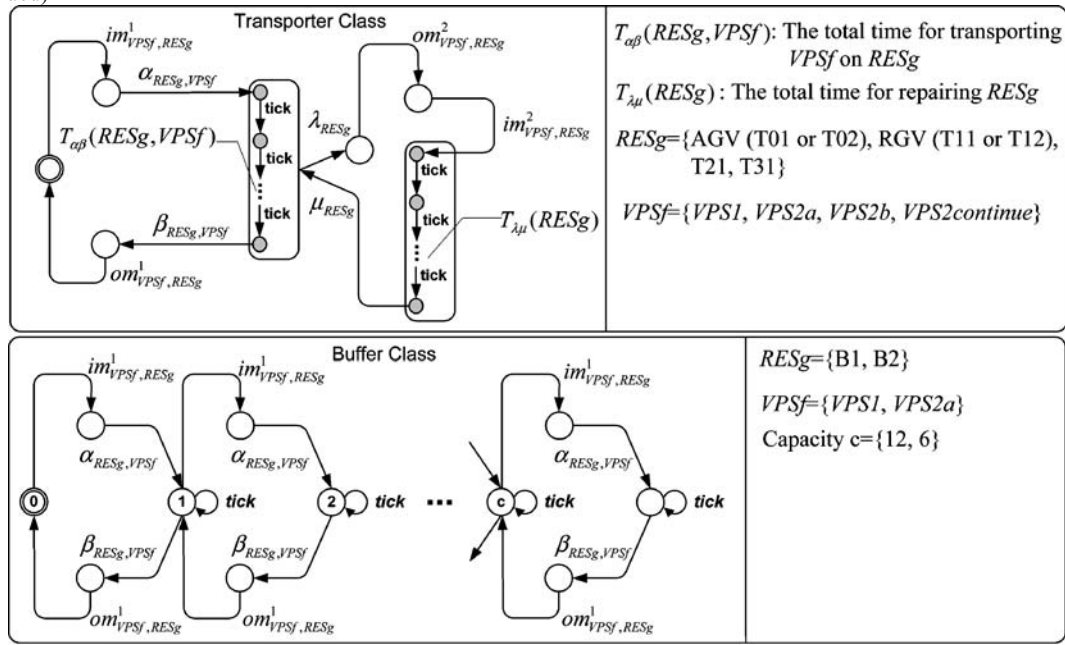 Transporter Class
im¹VPSf,RESg
αRESg,VPSf
tick
Tαβ(RESg,VPSf)
tick
tick
βRESg,VPSf
om¹VPSf,RESg
λRESg
μRESg
om²VPSf,RESg
im²VPSf,RESg
tick
tick
Tλμ(RESg)
tick
Tαβ(RESg,VPSf): The total time for transporting
VPSf on RESg
Tλμ(RESg): The total time for repairing RESg
RESg={AGV (T01 or T02), RGV (T11 or T12),
T21, T31}
VPSf={VPS1, VPS2a, VPS2b, VPS2continue}
Buffer Class
im¹VPSf,RESg im¹VPSf,RESg im¹VPSf,RESg
αRESg,VPSf αRESg,VPSf αRESg,VPSf
0 1 tick 2 tick ... c tick tick
βRESg,VPSf βRESg,VPSf βRESg,VPSf
om¹VPSf,RESg om¹VPSf,RESg om¹VPSf,RESg
RESg={B1, B2}
VPSf={VPS1, VPS2a}
Capacity c={12, 6}